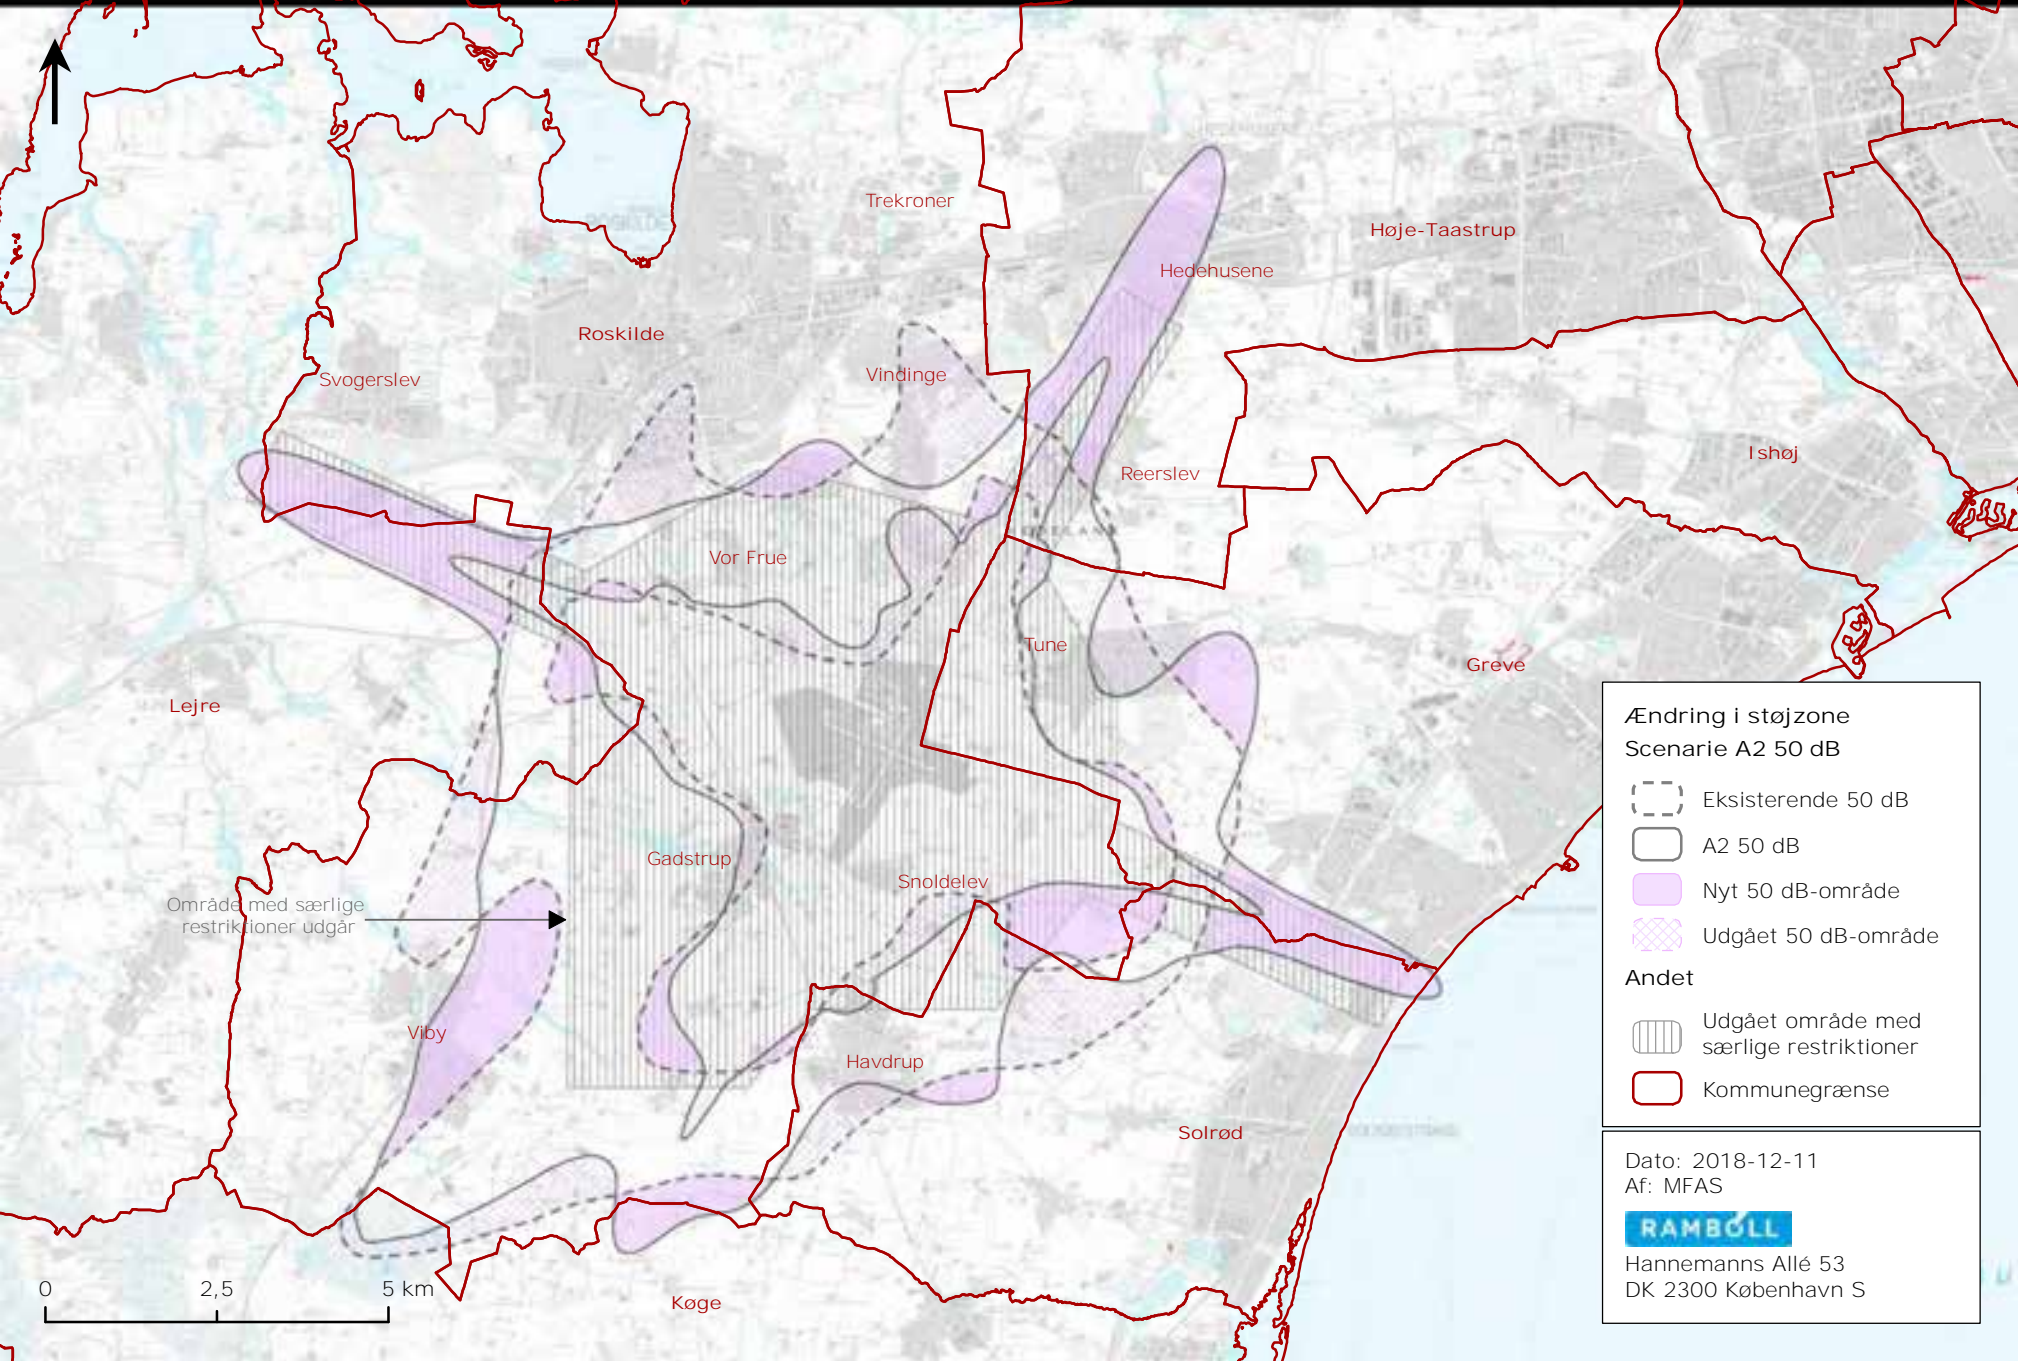 Trekroner
Høje-Taastrup
Hedehusene
Roskilde
Svogerslev
Vindinge
Ishøj
Reerslev
Vor Frue
Tune
Greve
Lejre
Gadstrup
Snoldelev
Område med særlige
restriktioner udgår
Viby
Havdrup
Solrød
Køge
0 2,5 5 km
Ændring i støjzone
Scenarie A2 50 dB
Eksisterende 50 dB
A2 50 dB
Nyt 50 dB-område
Udgået 50 dB-område
Andet
Udgået område med
særlige restriktioner
Kommunegrænse
Dato: 2018-12-11
Af: MFAS
RAMBØLL
Hannemanns Allé 53
DK 2300 København S